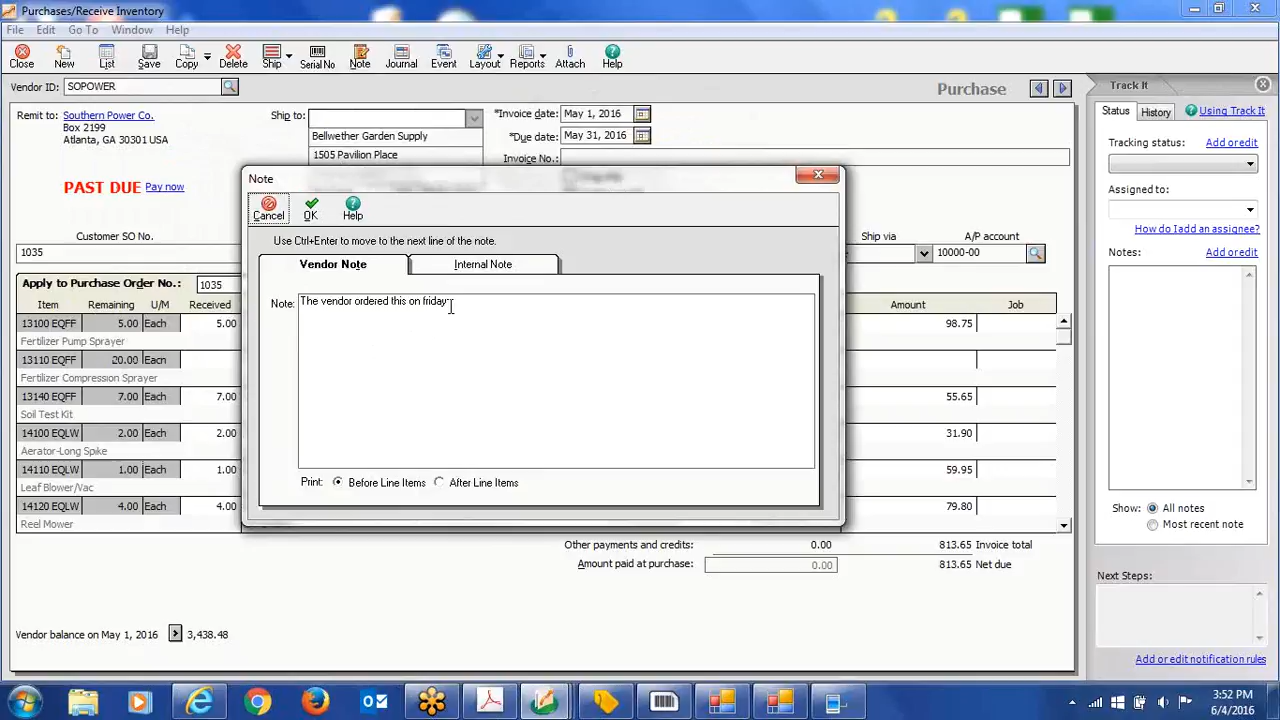 Purchases/Receive Inventory
File Edit Go To Window Help
Close New List Save Copy Delete Ship Serial No Note Journal Event Layout Reports Attach Help
Vendor ID: SOPOWER
Purchase
Track It
Remit to: Southern Power Co.
Box 2199
Atlanta, GA 30301 USA
Ship to:
Bellwether Garden Supply
1505 Pavilion Place
*Invoice date: May 1, 2016
*Due date: May 31, 2016
Invoice No.:
Status History Using Track It
Tracking status: Add or edit
Assigned to:
How do I add an assignee?
Notes: Add or edit
PAST DUE Pay now
Note
Cancel OK Help
Use Ctrl+Enter to move to the next line of the note.
Vendor Note Internal Note
Note: The vendor ordered this on friday
Print: Before Line Items After Line Items
Customer SO No.
1035
Ship via A/P account
10000-00
Apply to Purchase Order No.: 1035
Item Remaining U/M Received Amount Job
13100 EQFF 5.00 Each 5.00 98.75
Fertilizer Pump Sprayer
13110 EQFF 20.00 Each
Fertilizer Compression Sprayer
13140 EQFF 7.00 Each 7.00 55.65
Soil Test Kit
14100 EQLW 2.00 Each 2.00 31.90
Aerator-Long Spike
14110 EQLW 1.00 Each 1.00 59.95
Leaf Blower/Vac
14120 EQLW 4.00 Each 4.00 79.80
Reel Mower
Show: All notes
Most recent note
Other payments and credits: 0.00 813.65 Invoice total
Amount paid at purchase: 0.00 813.65 Net due
Next Steps:
Vendor balance on May 1, 2016 3,438.48
Add or edit notification rules
3:52 PM
6/4/2016